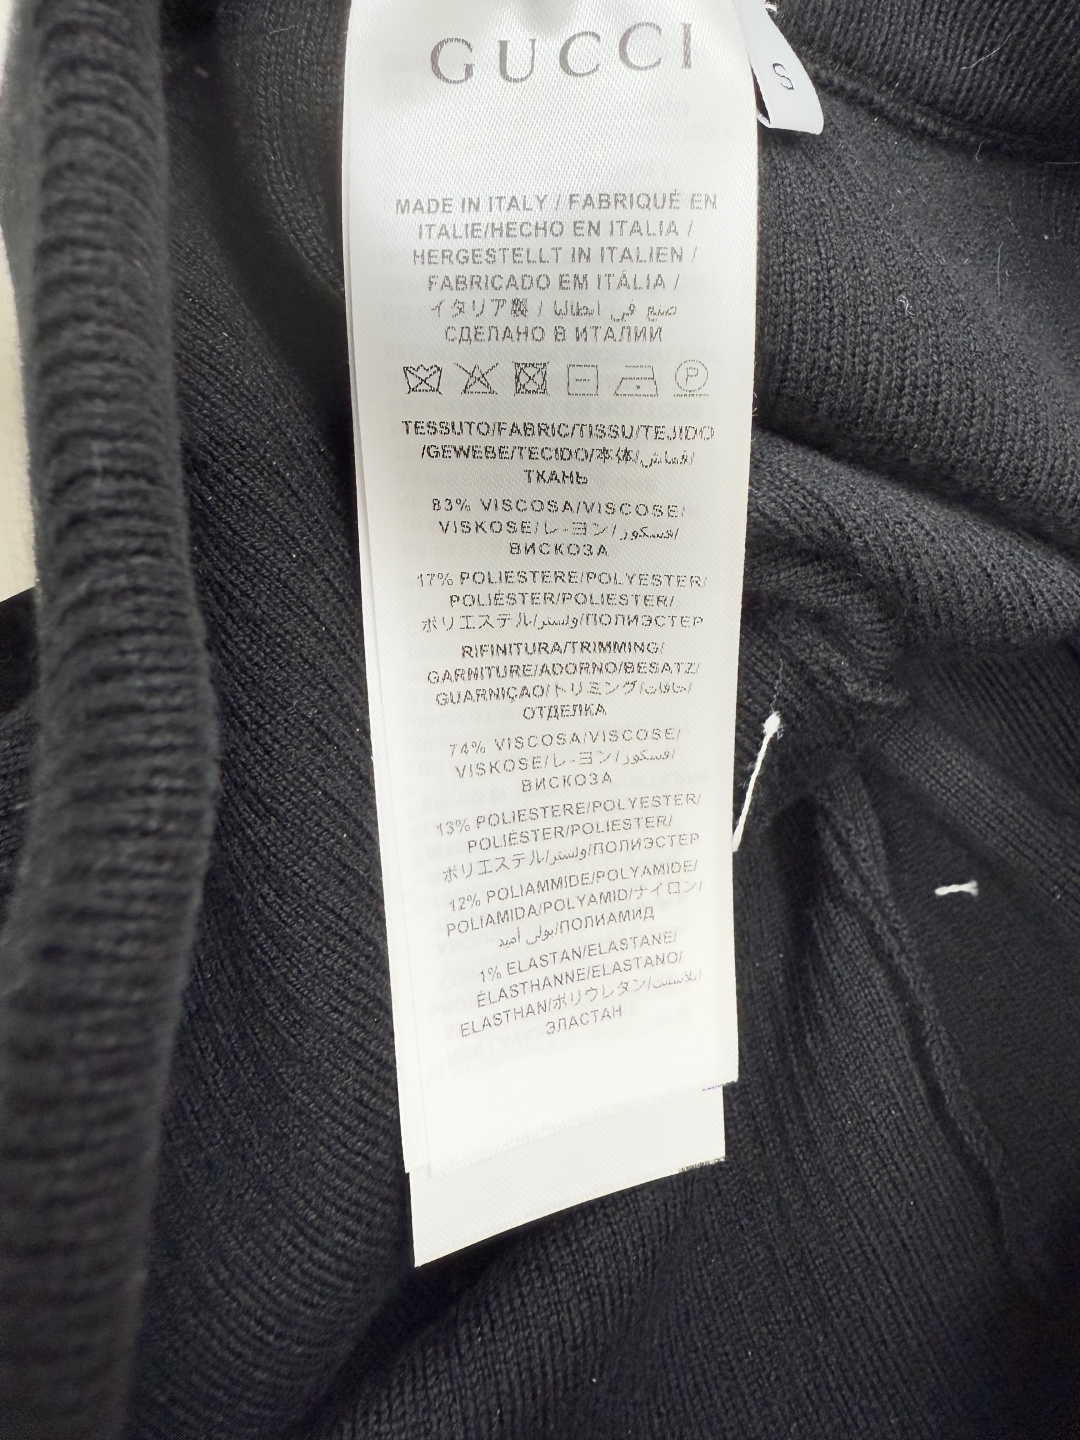 GUCCI
S
MADE IN ITALY / FABRIQUÉ EN
ITALIE/HECHO EN ITALIA /
HERGESTELLT IN ITALIEN /
FABRICADO EM ITÁLIA /
イタリア製 / صنع في ايطاليا
СДЕЛАНО В ИТАЛИИ
P
TESSUTO/FABRIC/TISSU/TEJIDO
/GEWEBE/TECIDO/本体/قماش/
ТКАНЬ
83% VISCOSA/VISCOSE/
VISKOSE/レーヨン/فسكوز/
ВИСКОЗА
17% POLIESTERE/POLYESTER/
POLIÉSTER/POLIESTER/
ポリエステル/ولستر/ПОЛИЭСТЕР
RIFINITURA/TRIMMING/
GARNITURE/ADORNO/BESATZ/
GUARNIÇAO/トリミング/حافات/
ОТДЕЛКА
74% VISCOSA/VISCOSE/
VISKOSE/レーヨン/فسكوز/
ВИСКОЗА
13% POLIESTERE/POLYESTER/
POLIÉSTER/POLIESTER/
ポリエステル/ولستر/ПОЛИЭСТЕР
12% POLIAMMIDE/POLYAMIDE/
POLIAMIDA/POLYAMID/ナイロン/
بولي أميد/ПОЛИАМИД
1% ELASTAN/ELASTANE/
ÉLASTHANNE/ELASTANO/
ELASTHAN/ポリウレタン/ايلاستين/
ЭЛАСТАН